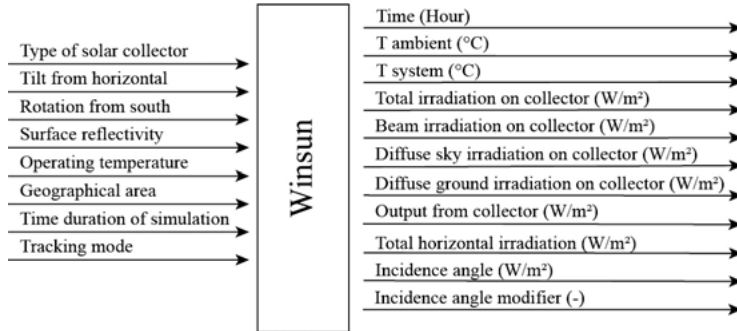 Type of solar collector
Tilt from horizontal
Rotation from south
Surface reflectivity
Operating temperature
Geographical area
Time duration of simulation
Tracking mode
Winsun
Time (Hour)
T ambient (°C)
T system (°C)
Total irradiation on collector (W/m²)
Beam irradiation on collector (W/m²)
Diffuse sky irradiation on collector (W/m²)
Diffuse ground irradiation on collector (W/m²)
Output from collector (W/m²)
Total horizontal irradiation (W/m²)
Incidence angle (W/m²)
Incidence angle modifier (-)